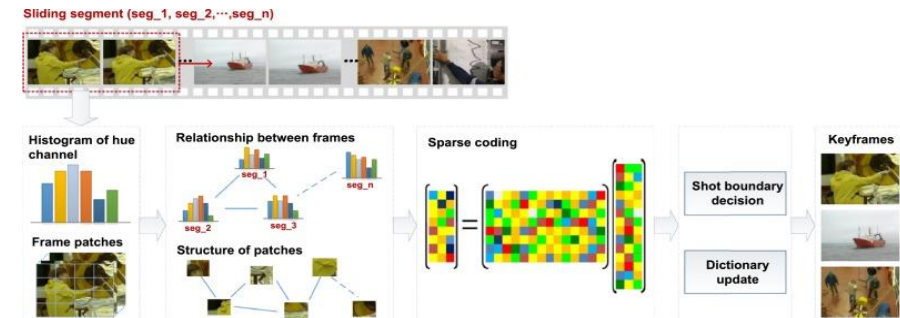 Sliding segment (seg_1, seg_2,···,seg_n)
Histogram of hue
channel
Frame patches
Relationship between frames
seg_1
seg_n
seg_2
seg_3
Structure of patches
Sparse coding
=
Shot boundary
decision
Dictionary
update
Keyframes